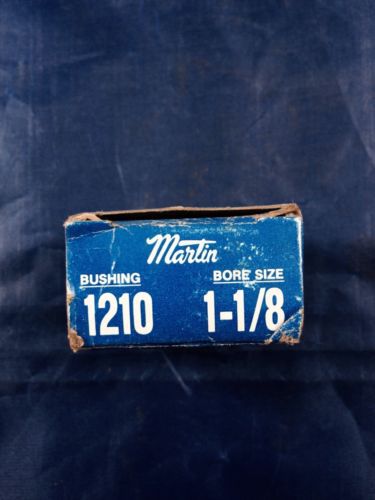 Martin
BUSHING BORE SIZE
1210 1-1/8